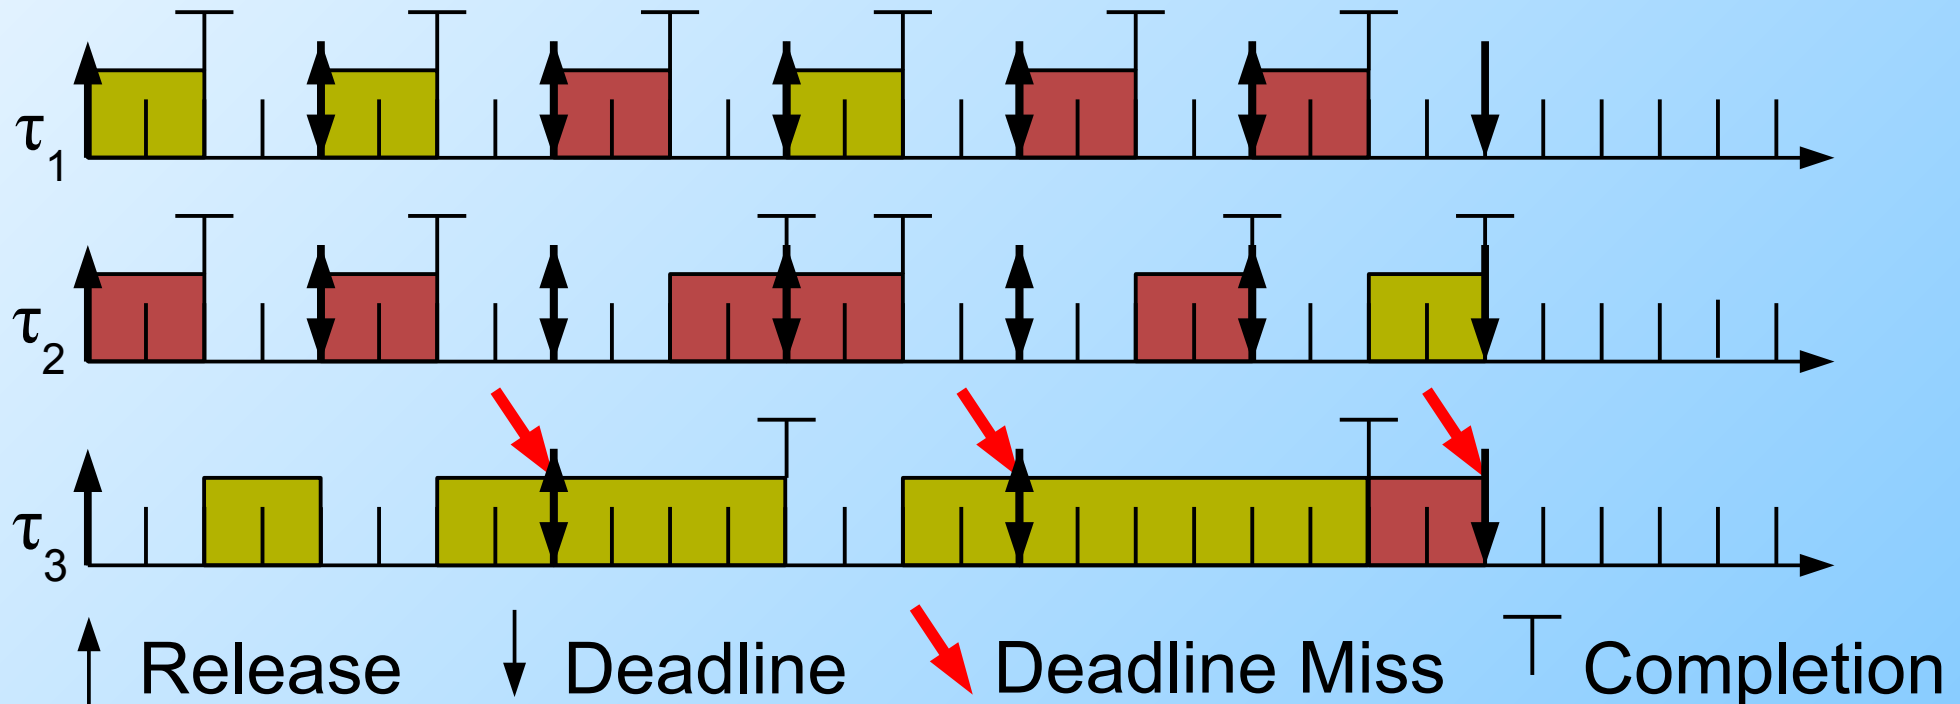 τ1
τ2
τ3
Release Deadline Deadline Miss Completion